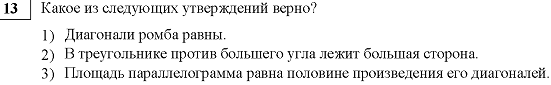 13 Какое из следующих утверждений верно?
1) Диагонали ромба равны.
2) В треугольнике против большего угла лежит большая сторона.
3) Площадь параллелограмма равна половине произведения его диагоналей.